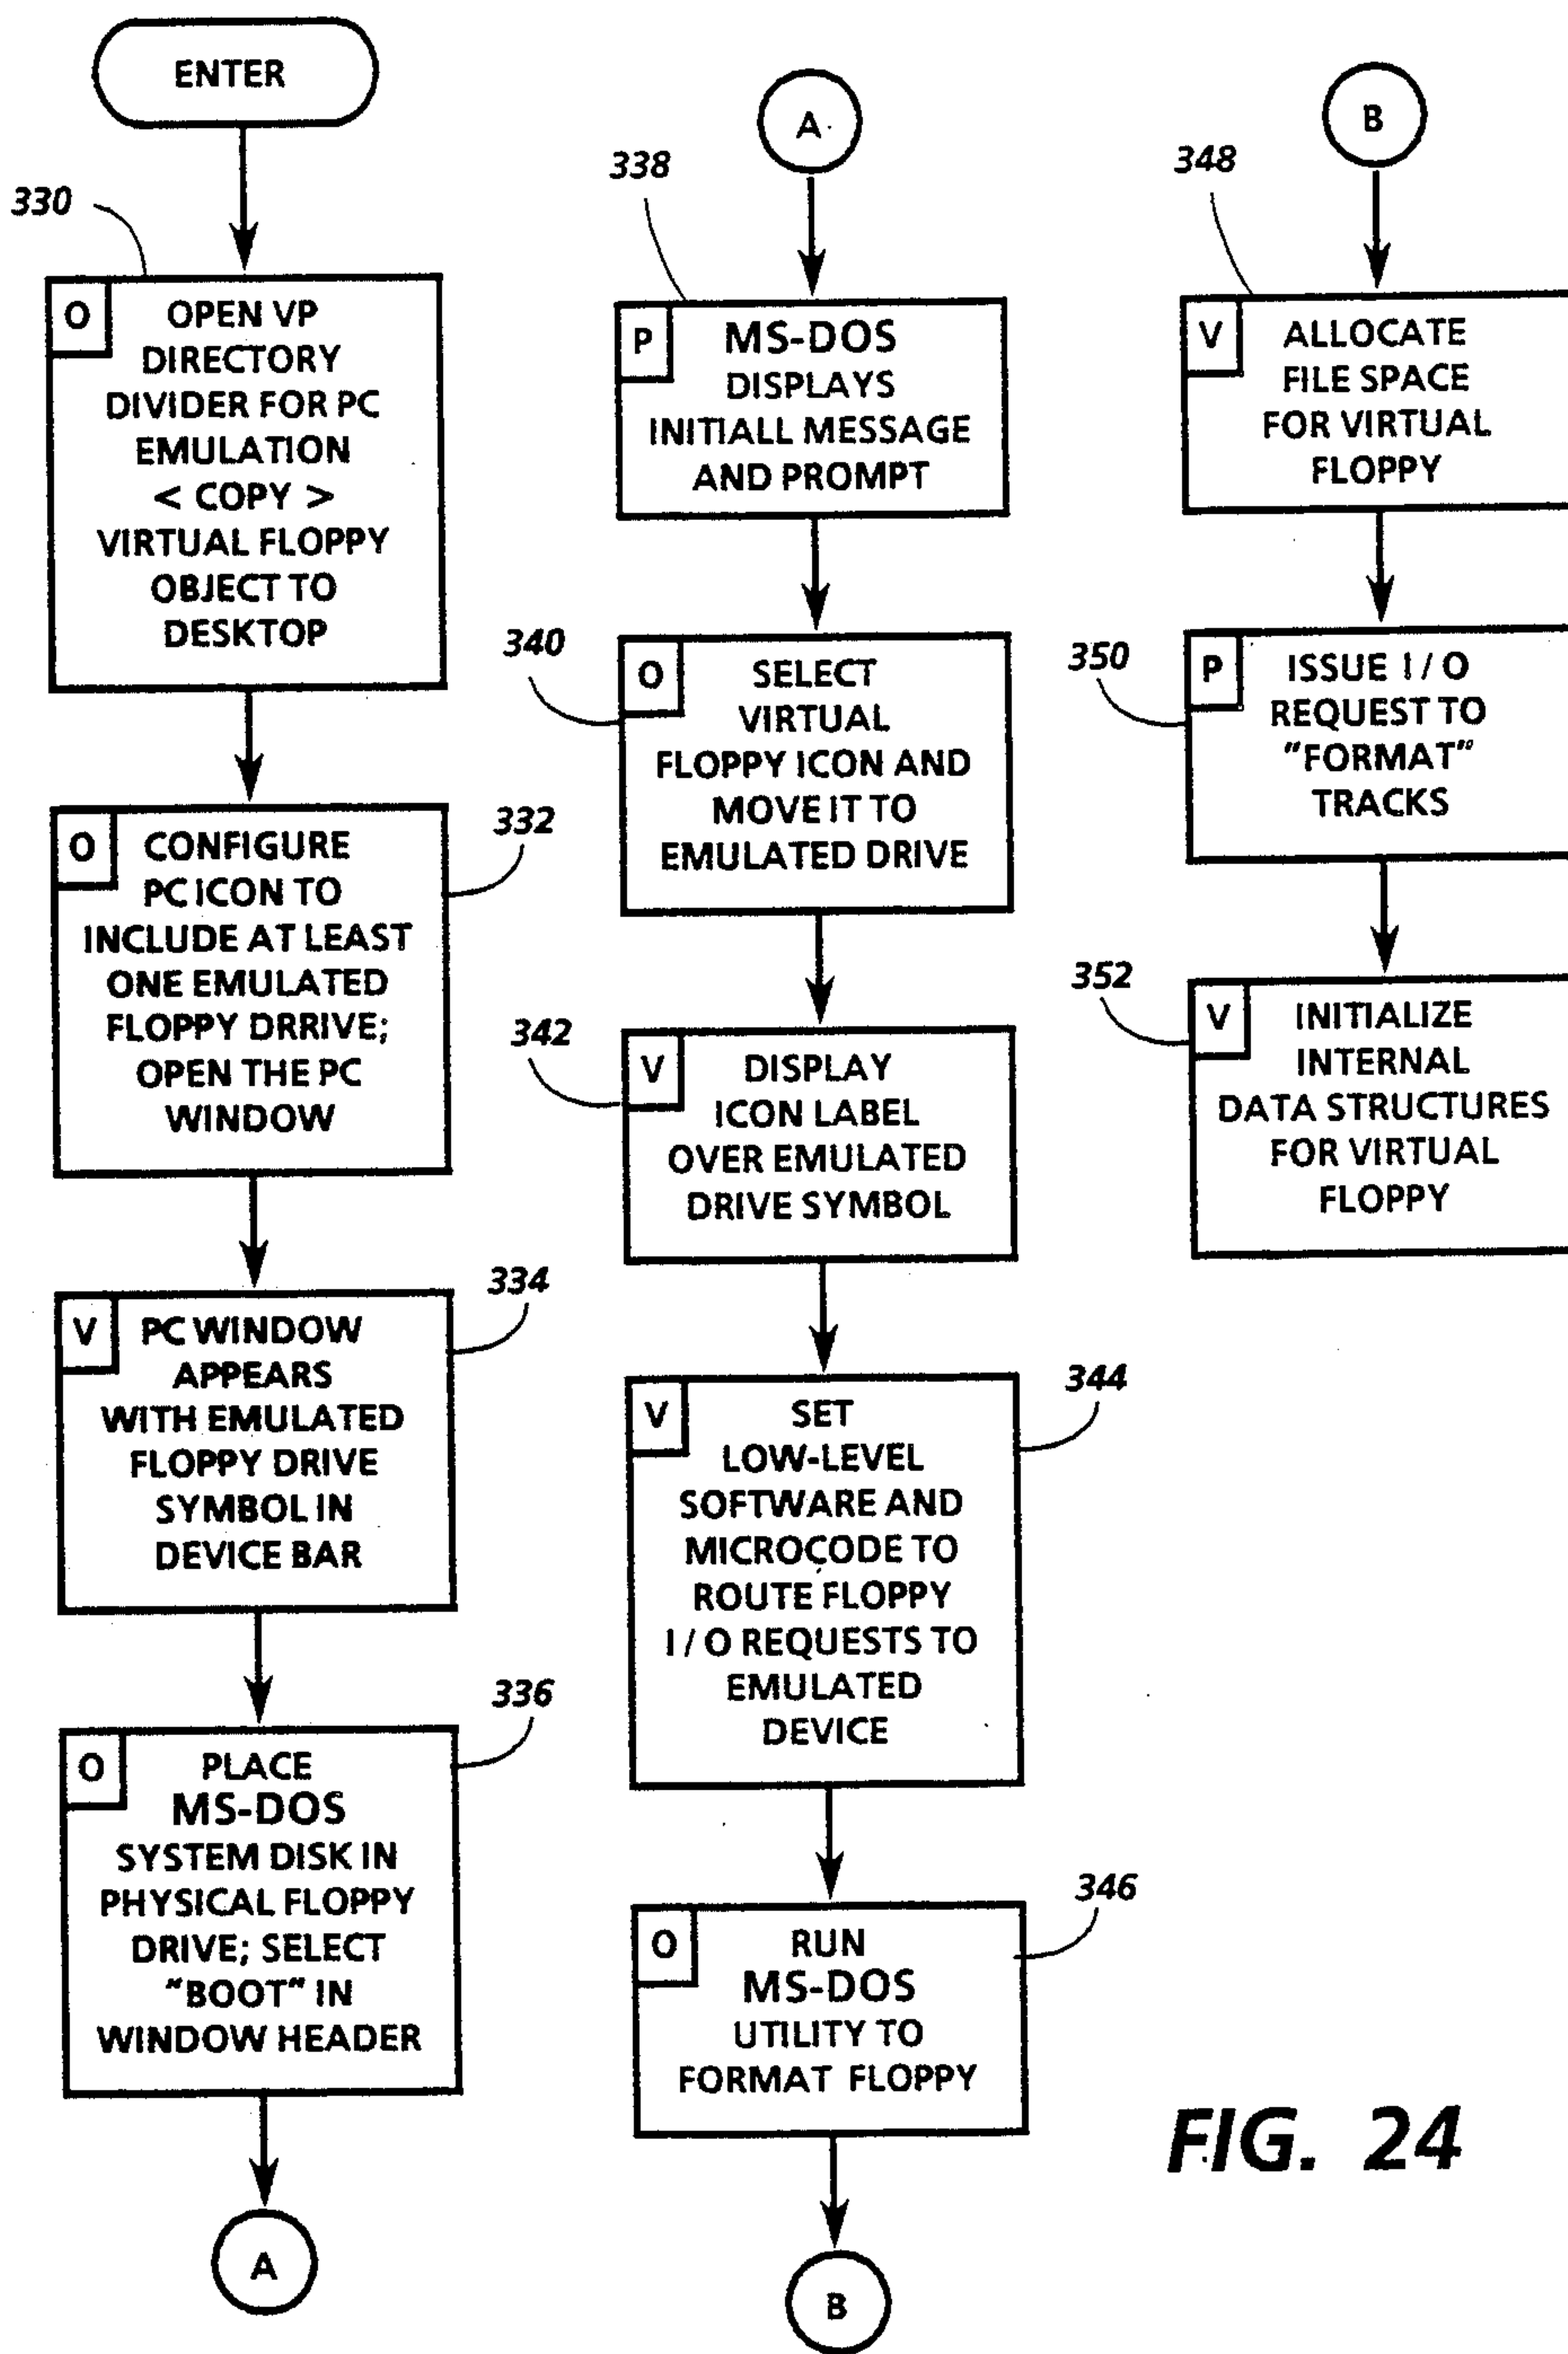 ENTER
330
O
OPEN VP
DIRECTORY
DIVIDER FOR PC
EMULATION
< COPY >
VIRTUAL FLOPPY
OBJECT TO
DESKTOP
332
O
CONFIGURE
PC ICON TO
INCLUDE AT LEAST
ONE EMULATED
FLOPPY DRRIVE;
OPEN THE PC
WINDOW
334
V
PC WINDOW
APPEARS
WITH EMULATED
FLOPPY DRIVE
SYMBOL IN
DEVICE BAR
336
O
PLACE
MS-DOS
SYSTEM DISK IN
PHYSICAL FLOPPY
DRIVE; SELECT
"BOOT" IN
WINDOW HEADER
A
A
338
P
MS-DOS
DISPLAYS
INITIALL MESSAGE
AND PROMPT
340
O
SELECT
VIRTUAL
FLOPPY ICON AND
MOVE IT TO
EMULATED DRIVE
342
V
DISPLAY
ICON LABEL
OVER EMULATED
DRIVE SYMBOL
344
V
SET
LOW-LEVEL
SOFTWARE AND
MICROCODE TO
ROUTE FLOPPY
I / O REQUESTS TO
EMULATED
DEVICE
346
O
RUN
MS-DOS
UTILITY TO
FORMAT FLOPPY
B
B
348
V
ALLOCATE
FILE SPACE
FOR VIRTUAL
FLOPPY
350
P
ISSUE I / O
REQUEST TO
"FORMAT"
TRACKS
352
V
INITIALIZE
INTERNAL
DATA STRUCTURES
FOR VIRTUAL
FLOPPY
FIG. 24